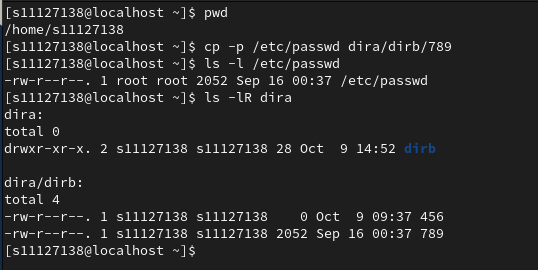 [s11127138@localhost ~]$ pwd
/home/s11127138
[s11127138@localhost ~]$ cp -p /etc/passwd dira/dirb/789
[s11127138@localhost ~]$ ls -l /etc/passwd
-rw-r--r--. 1 root root 2052 Sep 16 00:37 /etc/passwd
[s11127138@localhost ~]$ ls -lR dira
dira:
total 0
drwxr-xr-x. 2 s11127138 s11127138 28 Oct  9 14:52 dirb

dira/dirb:
total 4
-rw-r--r--. 1 s11127138 s11127138    0 Oct  9 09:37 456
-rw-r--r--. 1 s11127138 s11127138 2052 Sep 16 00:37 789
[s11127138@localhost ~]$